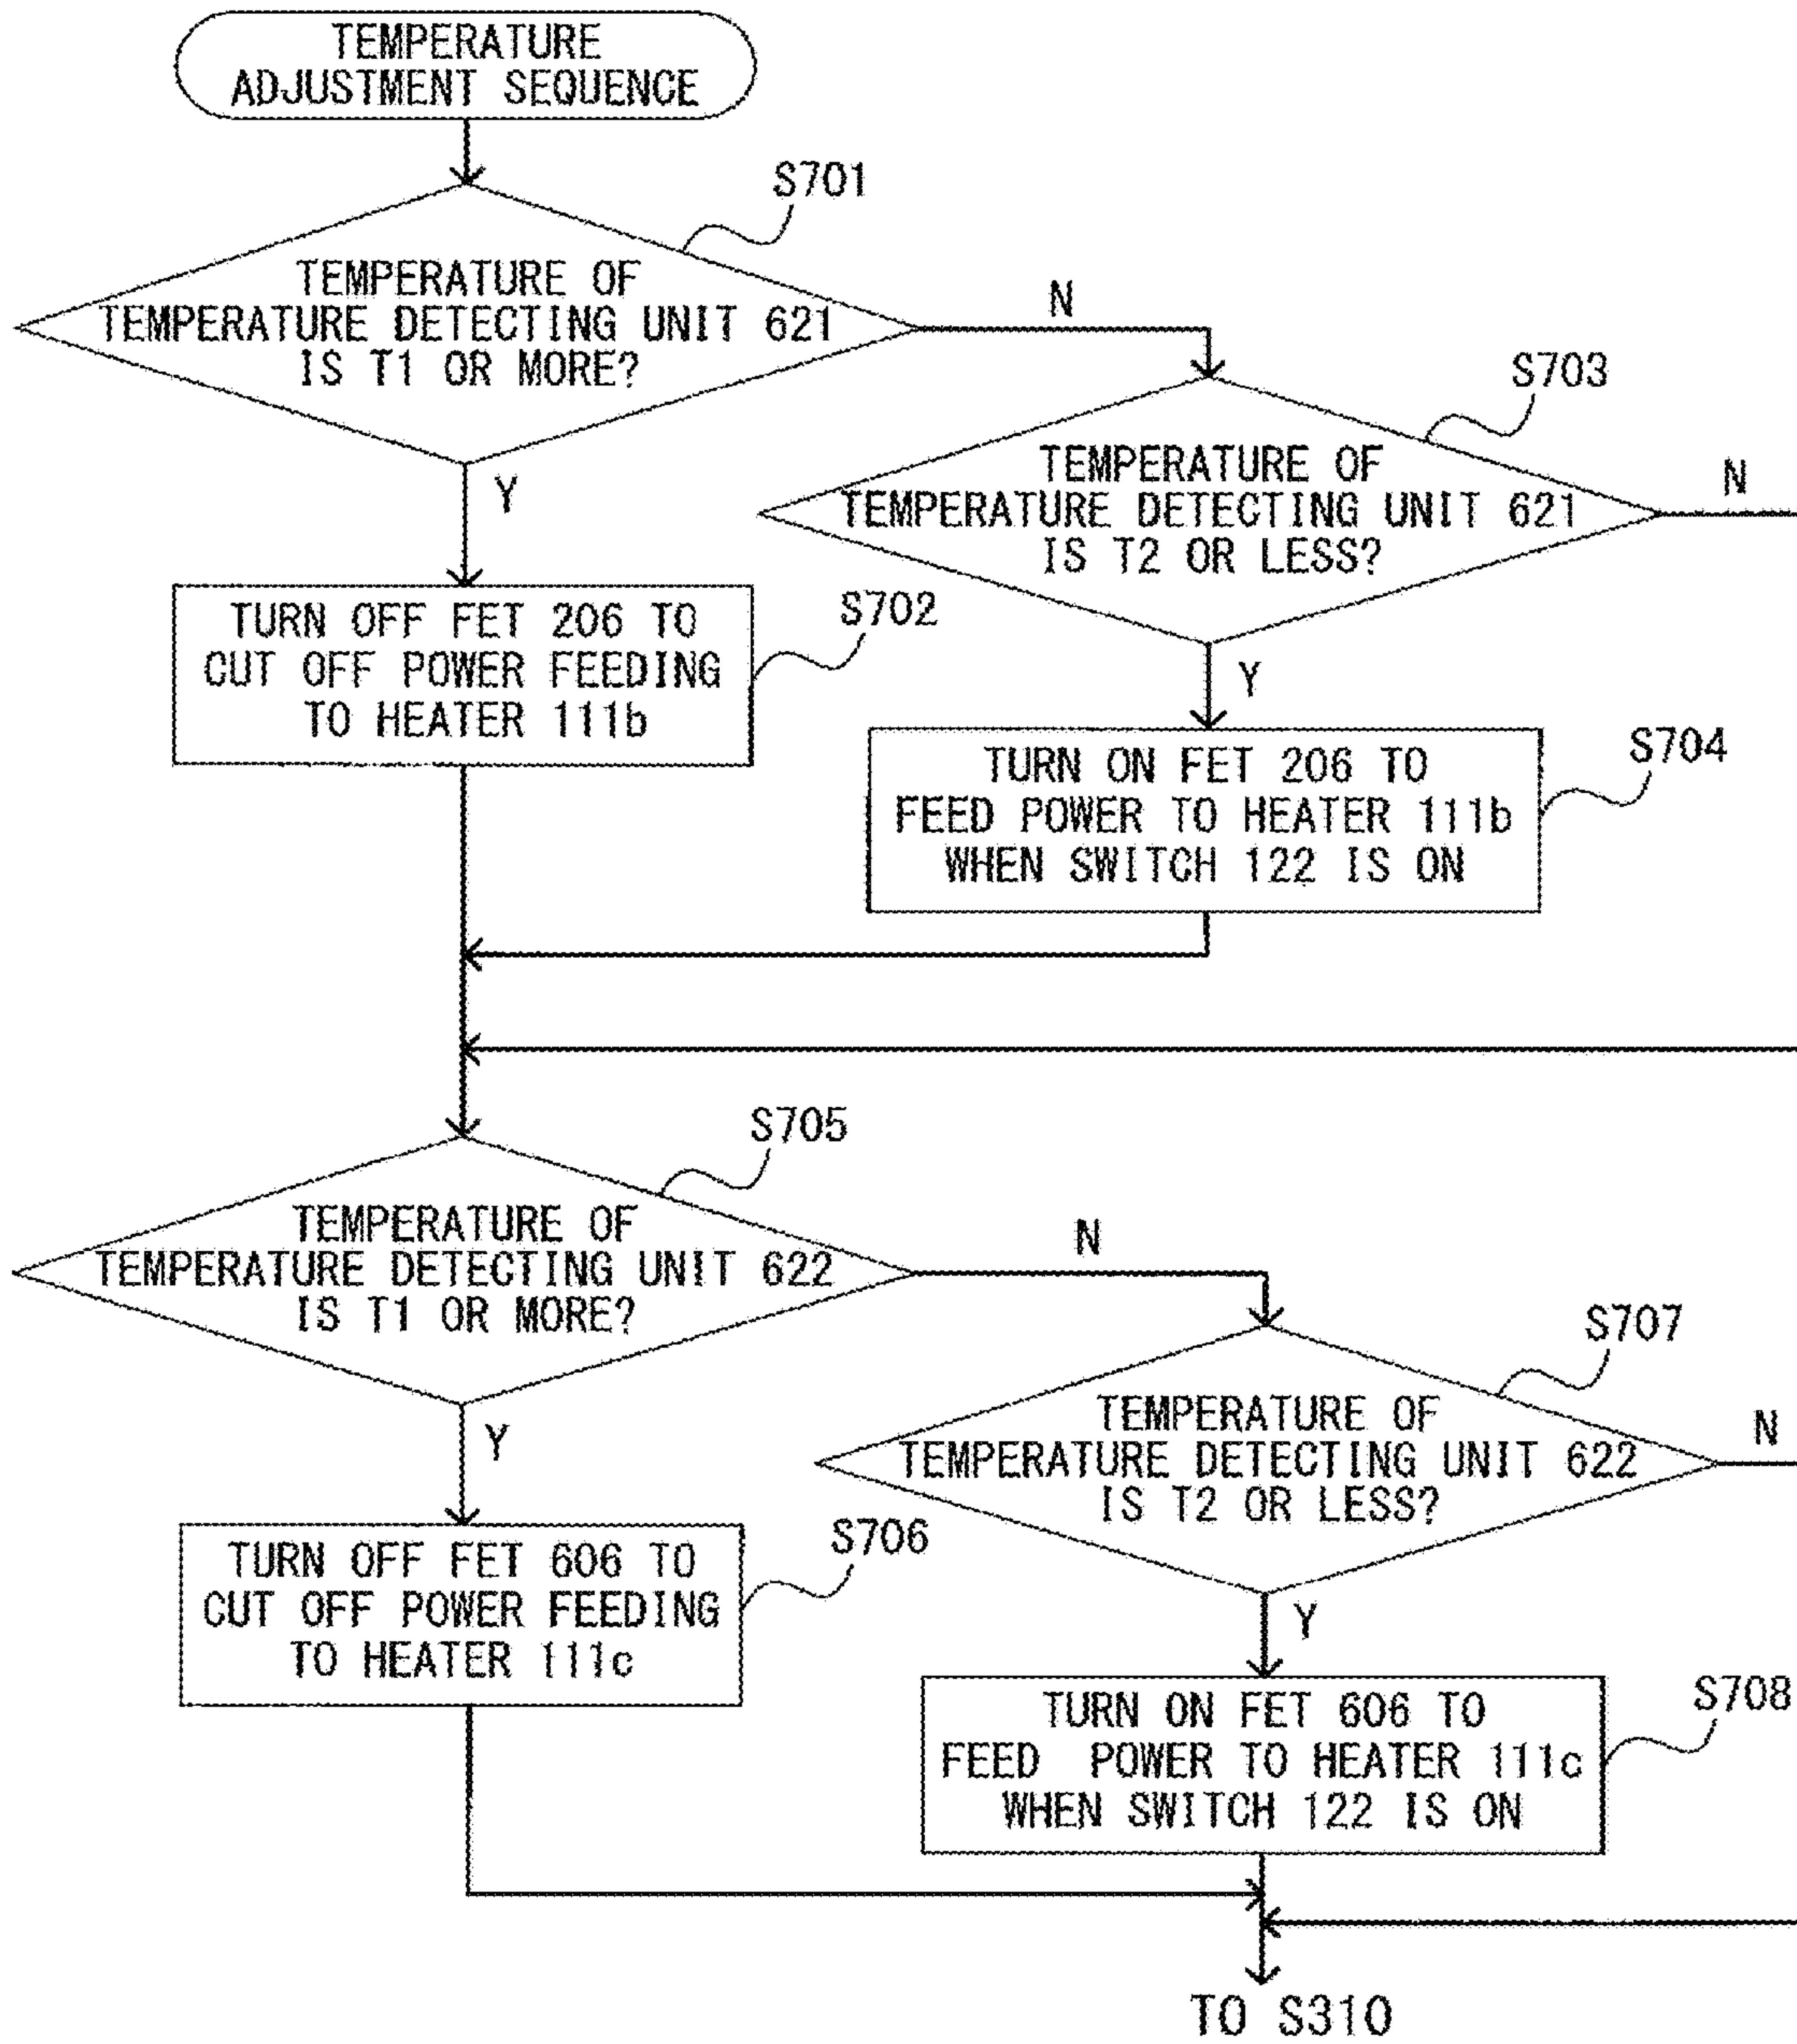 TEMPERATURE
ADJUSTMENT SEQUENCE
S701
TEMPERATURE OF
TEMPERATURE DETECTING UNIT 621
IS T1 OR MORE?
N
Y
S703
TEMPERATURE OF
TEMPERATURE DETECTING UNIT 621
IS T2 OR LESS?
N
Y
S702
TURN OFF FET 206 TO
CUT OFF POWER FEEDING
TO HEATER 111b
S704
TURN ON FET 206 TO
FEED POWER TO HEATER 111b
WHEN SWITCH 122 IS ON
S705
TEMPERATURE OF
TEMPERATURE DETECTING UNIT 622
IS T1 OR MORE?
N
Y
S707
TEMPERATURE OF
TEMPERATURE DETECTING UNIT 622
IS T2 OR LESS?
N
Y
S706
TURN OFF FET 606 TO
CUT OFF POWER FEEDING
TO HEATER 111c
S708
TURN ON FET 606 TO
FEED POWER TO HEATER 111c
WHEN SWITCH 122 IS ON
TO S310